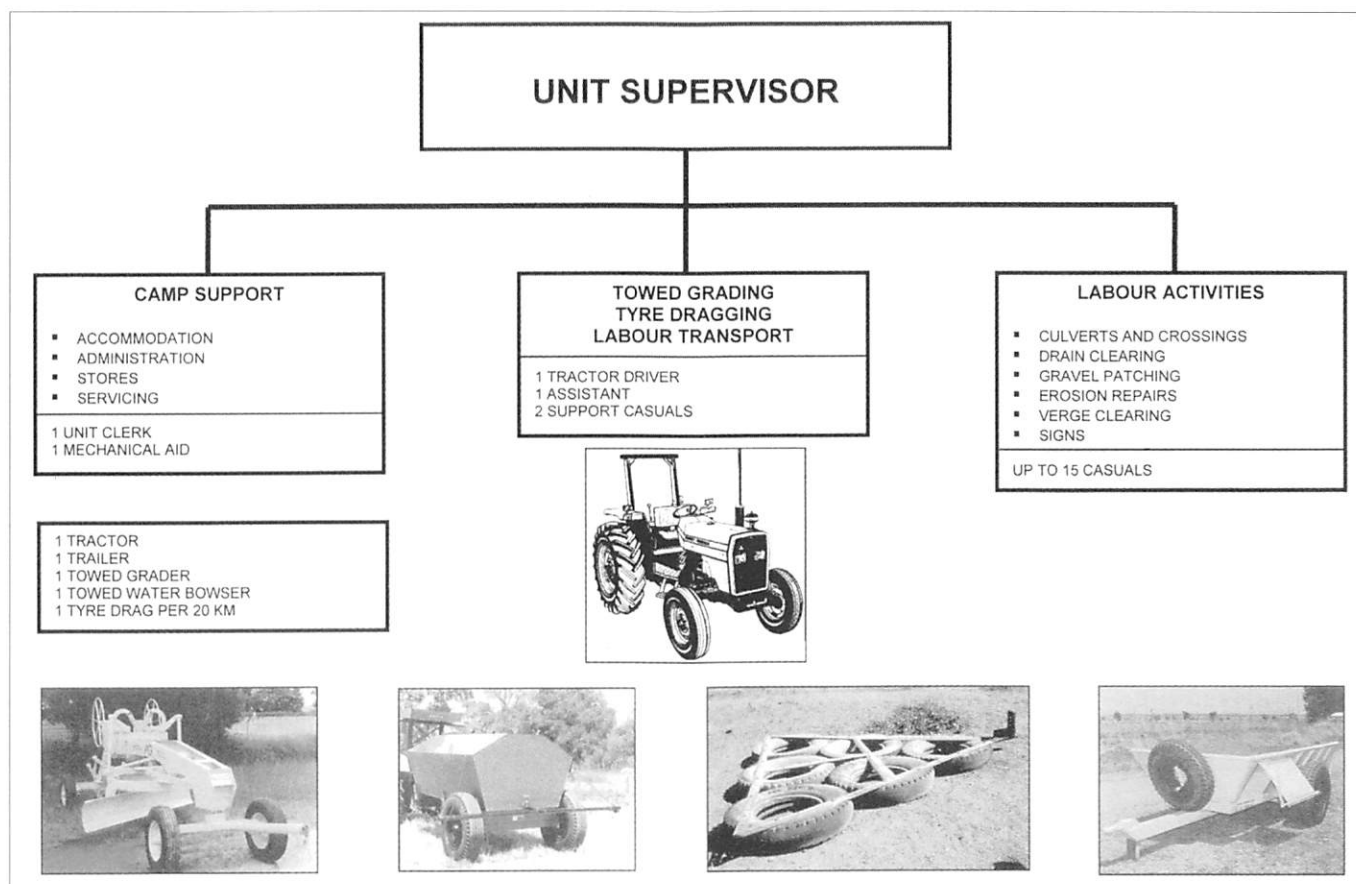 UNIT SUPERVISOR
CAMP SUPPORT
▪ ACCOMMODATION
▪ ADMINISTRATION
▪ STORES
▪ SERVICING
1 UNIT CLERK
1 MECHANICAL AID
TOWED GRADING
TYRE DRAGGING
LABOUR TRANSPORT
1 TRACTOR DRIVER
1 ASSISTANT
2 SUPPORT CASUALS
LABOUR ACTIVITIES
▪ CULVERTS AND CROSSINGS
▪ DRAIN CLEARING
▪ GRAVEL PATCHING
▪ EROSION REPAIRS
▪ VERGE CLEARING
▪ SIGNS
UP TO 15 CASUALS
1 TRACTOR
1 TRAILER
1 TOWED GRADER
1 TOWED WATER BOWSER
1 TYRE DRAG PER 20 KM